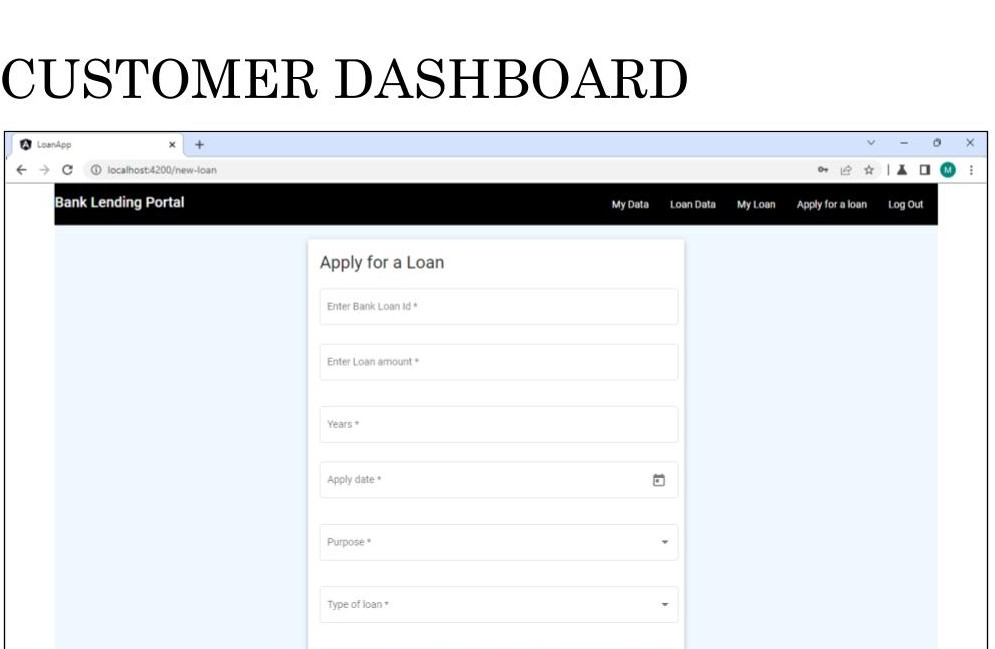 CUSTOMER DASHBOARD
LoanApp
localhost:4200/new-loan
M
Bank Lending Portal My Data Loan Data My Loan Apply for a loan Log Out
Apply for a Loan
Enter Bank Loan Id *
Enter Loan amount *
Years *
Apply date *
Purpose *
Type of loan *